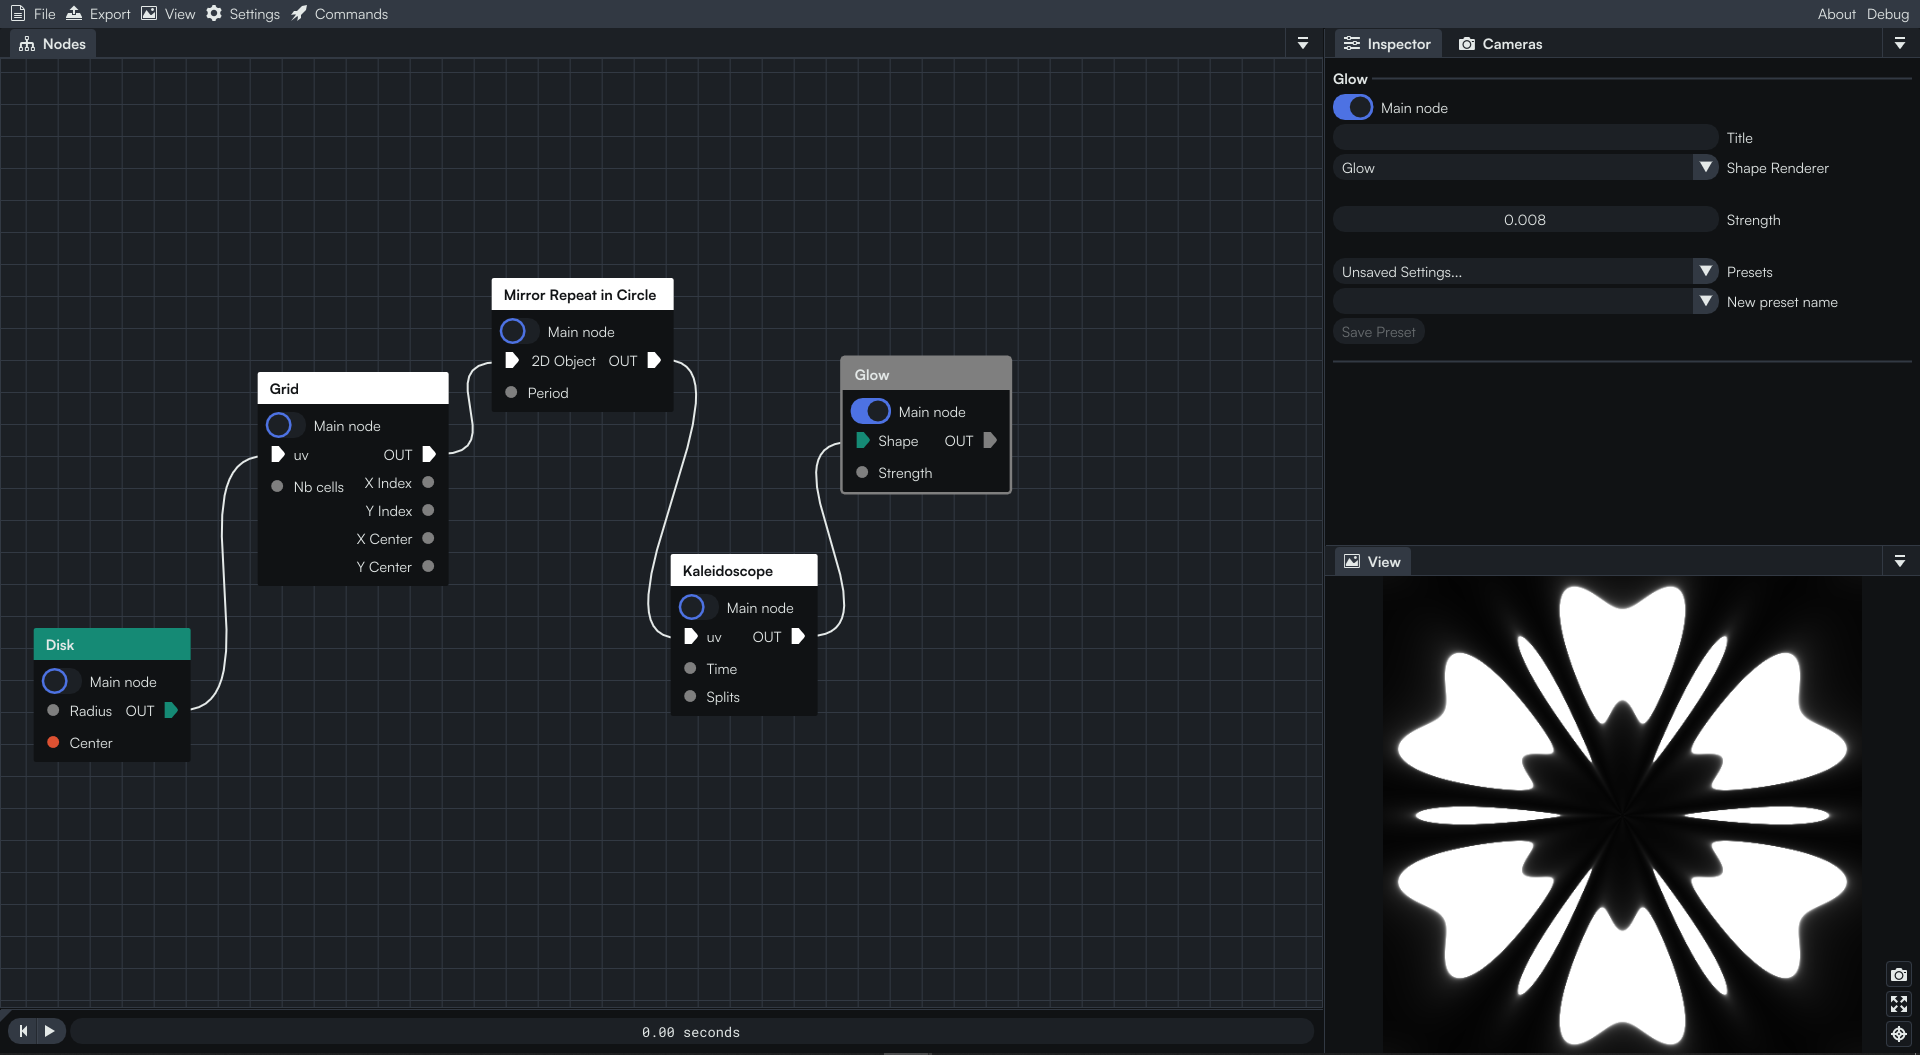 File Export View Settings Commands About Debug
Nodes
Inspector Cameras
Glow
Main node
Title
Glow Shape Renderer
0.008 Strength
Unsaved Settings... Presets
New preset name
Save Preset
Mirror Repeat in Circle
Main node
2D Object OUT
Period
Grid
Main node
uv OUT
Nb cells X Index
Y Index
X Center
Y Center
Glow
Main node
Shape OUT
Strength
Kaleidoscope
Main node
uv OUT
Time
Splits
Disk
Main node
Radius OUT
Center
View
0.00 seconds